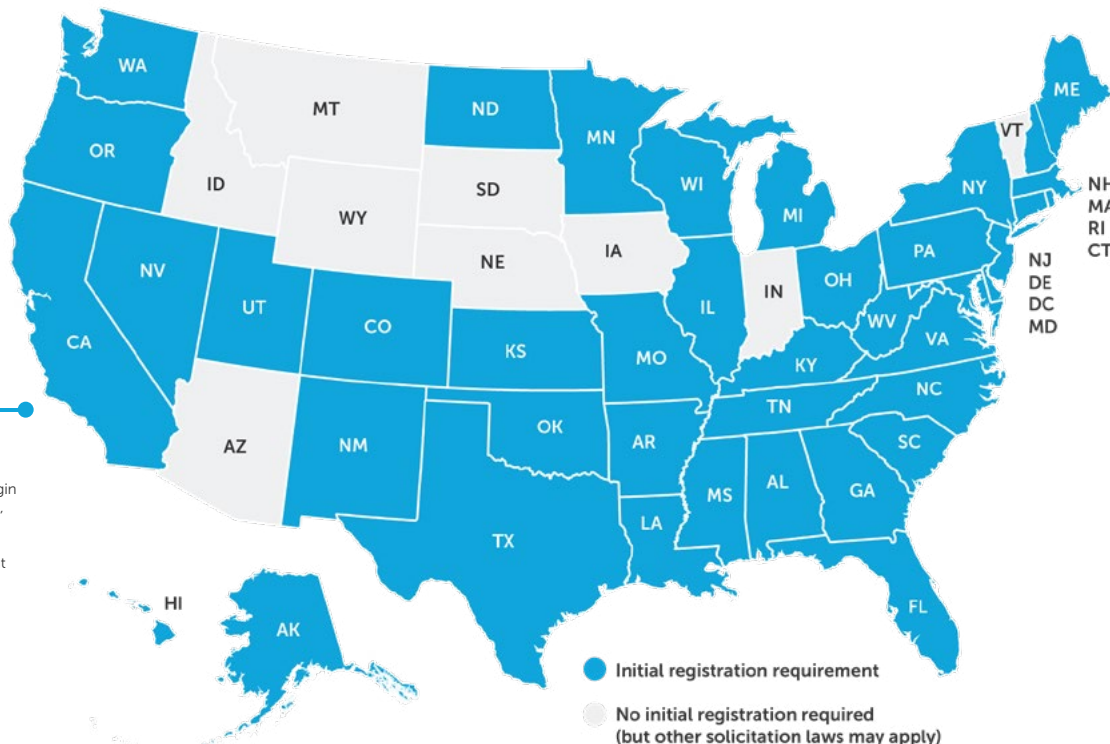 WA
MT
ND
MN
ME
VT
OR
ID
SD
WI
NY
MI
WY
NH
MA
RI
CT
IA
NE
PA
NJ
DE
DC
MD
NV
UT
CO
IL
IN
OH
WV
VA
CA
KS
MO
KY
NC
TN
AZ
NM
OK
AR
SC
MS
AL
GA
LA
TX
gin
,
t
HI
AK
FL
Initial registration requirement
No initial registration required
(but other solicitation laws may apply)